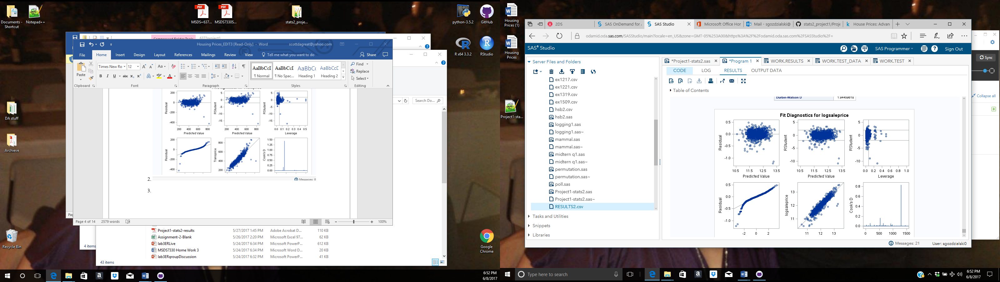 Documents - Shortcut
Notepad++
MSDS+637...
MSDS7330S...
stats2_proje...
python-3.5.2
GitHub
R x64 3.3.2
RStudio
DA stuff
Archieve
Recycle Bin
Google Chrome
6372project1
Housing Prices_EDIT3 [Read-Only] - Word
scottdagreat@yahoo.com
File Home Insert Design Layout References Mailings Review View Tell me what you want to do Share
Paste
Times New Ro 12
Aa
B I U abc x₂ x² A
AaBbCcI AaBbCcI AaBbCc AaBbCcE
¶ Normal ¶ No Spac... Heading 1 Heading 2
Find
Replace
Select
Clipboard Font Paragraph Styles Editing
Search Do...
200 0 -200 -400
Residual
200 400 600 800
Predicted Value
5 0 -5 -10 -15
RStudent
200 400 600 800
Predicted Value
5 0 -5 -10 -15
RStudent
0.0 0.1 0.2 0.3 0.4 0.5
Leverage
200 0 -200 -400
Residual
800 600 400 200
Transprice
1.50 1.25 1.00 0.75 0.50 0.25 0.00
Cook's D
Messages: 8
2.
3.
Page 4 of 14 2579 words
100%
Project1-stats2-results 5/27/2017 1:45 PM Adobe Acrobat D... 110 KB
Assignment-2-Blank 5/26/2017 2:20 PM Microsoft Excel 97... 62 KB
lab3ERLive 5/24/2017 6:34 PM Microsoft PowerP... 612 KB
MSDS7330 Home Work 3 5/24/2017 6:34 PM Microsoft Word D... 20 KB
lab3ERgroupDiscussion 5/24/2017 6:32 PM Microsoft PowerP... 41 KB
4 items
43 items
6:52 PM
6/8/2017
Housing Prices (1)
Housing Prices
Project1-sta...
2DS
SAS OnDemand for
SAS Studio
Microsoft Office Hor
Mail - sgozdzialski@
stats2_project1/Proje
House Prices: Advan
odamid.oda.sas.com/SASStudio/main?locale=en_US&zone=GMT-05%253A00&https%3A%2F%2Fodamid.oda.sas.com%2FSASStudio%2F=
SAS® Studio
SAS Programmer
Sign Out
Server Files and Folders
ex1217.csv
ex1221.csv
ex1319.csv
ex1509.csv
hsb2.csv
hsb2.sas
logging1.sas
logging1.sas~
mammal.sas
mammal.sas~
midtern q1.sas
midtern q1.sas~
permutation.sas
permutation.sas~
poll.sas
Project1-stats2.sas
Project1-stats2.sas~
RESULTS2.csv
Tasks and Utilities
Snippets
Libraries
*Project1-stats2.sas *Program 1 WORK.RESULTS WORK.TEST_DATA WORK.TEST
CODE LOG RESULTS OUTPUT DATA
Table of Contents
Durbin-Watson D 1.94459618
Fit Diagnostics for logsaleprice
0.5 0.0 -0.5 -1.0
Residual
10.5 11.5 12.5 13.5
Predicted Value
5 0 -5 -10
RStudent
10.5 11.5 12.5 13.5
Predicted Value
5 0 -5 -10
RStudent
0.0 0.2 0.4 0.6 0.8 1.0
Leverage
0.5 0.0 -0.5 -1.0
Residual
-2 0 2
13 12 11
logsaleprice
11 12 13
0.8 0.6 0.4 0.2 0.0
Cook's D
0 500 1000 1500
Messages: 21
User: sgozdzialski0
Sync
Collapse all
Type here to search
6:52 PM
6/8/2017